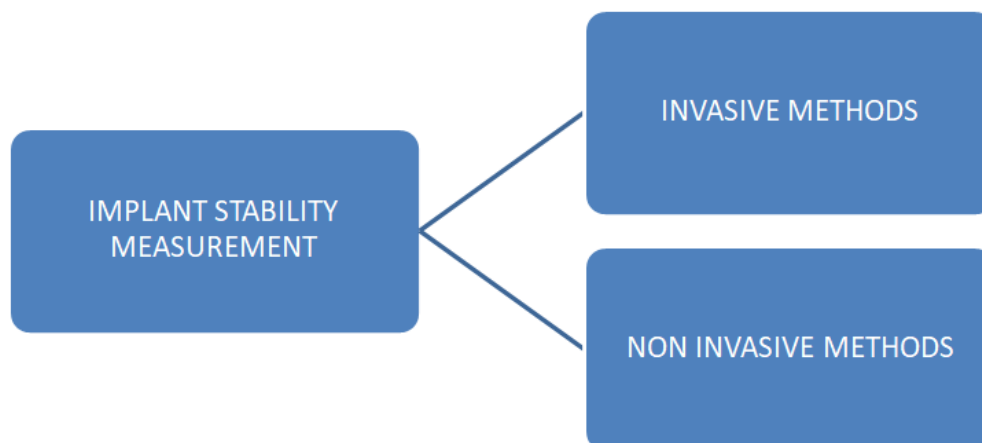 IMPLANT STABILITY
MEASUREMENT
INVASIVE METHODS
NON INVASIVE METHODS